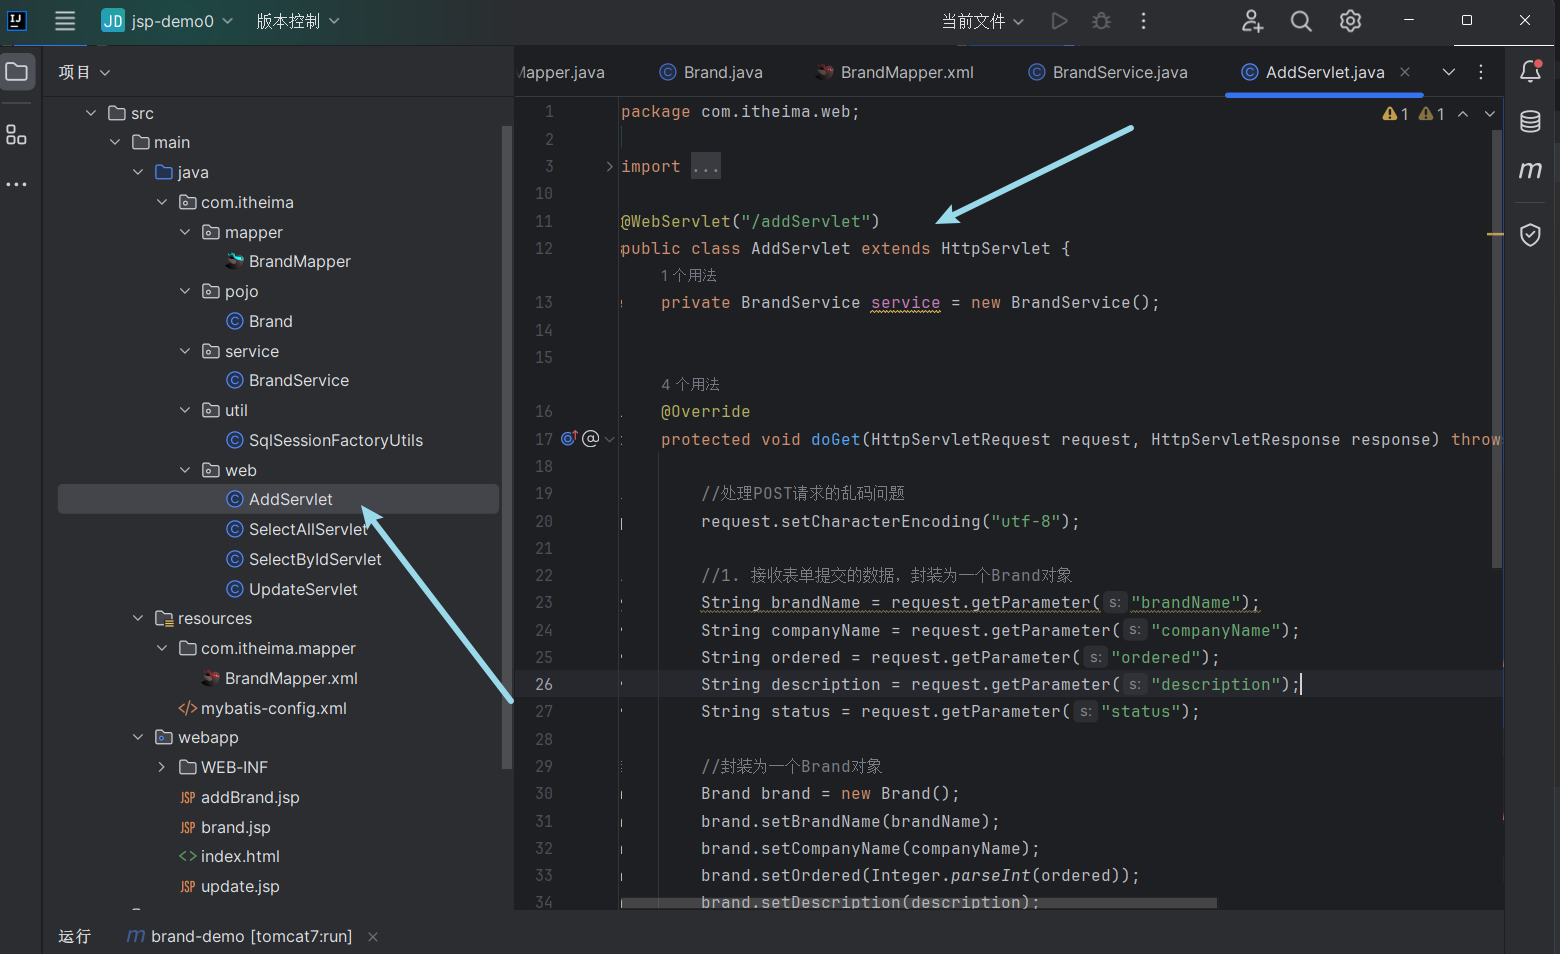 JD jsp-demo0 版本控制 当前文件
项目
Mapper.java Brand.java BrandMapper.xml BrandService.java AddServlet.java
src
main
java
com.itheima
mapper
BrandMapper
pojo
Brand
service
BrandService
util
SqlSessionFactoryUtils
web
AddServlet
SelectAllServlet
SelectByIdServlet
UpdateServlet
resources
com.itheima.mapper
BrandMapper.xml
mybatis-config.xml
webapp
WEB-INF
JSP addBrand.jsp
JSP brand.jsp
index.html
JSP update.jsp
1 package com.itheima.web; 1 1
2
3 import ...
10
11 @WebServlet("/addServlet")
12 public class AddServlet extends HttpServlet {
1 个用法
13 private BrandService service = new BrandService();
14
15
4 个用法
16 @Override
17 protected void doGet(HttpServletRequest request, HttpServletResponse response) throws
18
19 //处理POST请求的乱码问题
20 request.setCharacterEncoding("utf-8");
21
22 //1. 接收表单提交的数据，封装为一个Brand对象
23 String brandName = request.getParameter( s: "brandName");
24 String companyName = request.getParameter( s: "companyName");
25 String ordered = request.getParameter( s: "ordered");
26 String description = request.getParameter( s: "description");
27 String status = request.getParameter( s: "status");
28
29 //封装为一个Brand对象
30 Brand brand = new Brand();
31 brand.setBrandName(brandName);
32 brand.setCompanyName(companyName);
33 brand.setOrdered(Integer.parseInt(ordered));
34 brand.setDescription(description);
运行 m brand-demo [tomcat7:run]